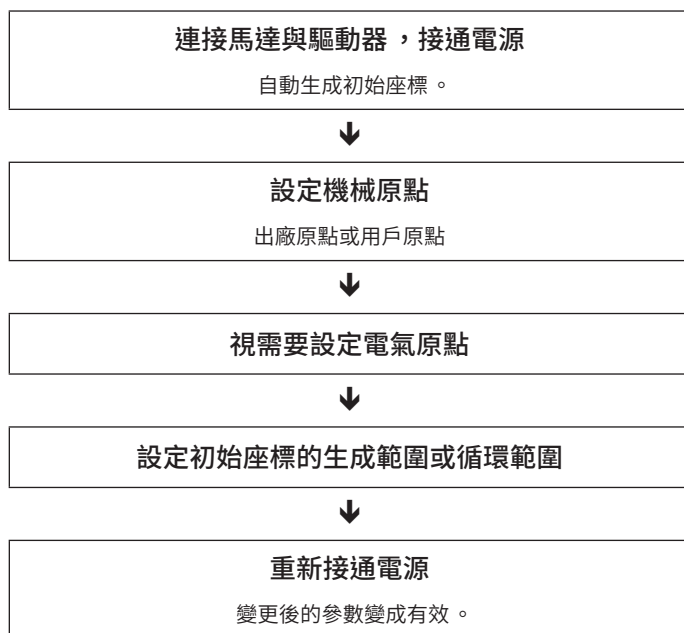 連接馬達與驅動器，接通電源
自動生成初始座標。
設定機械原點
出廠原點或用戶原點
視需要設定電氣原點
設定初始座標的生成範圍或循環範圍
重新接通電源
變更後的參數變成有效。